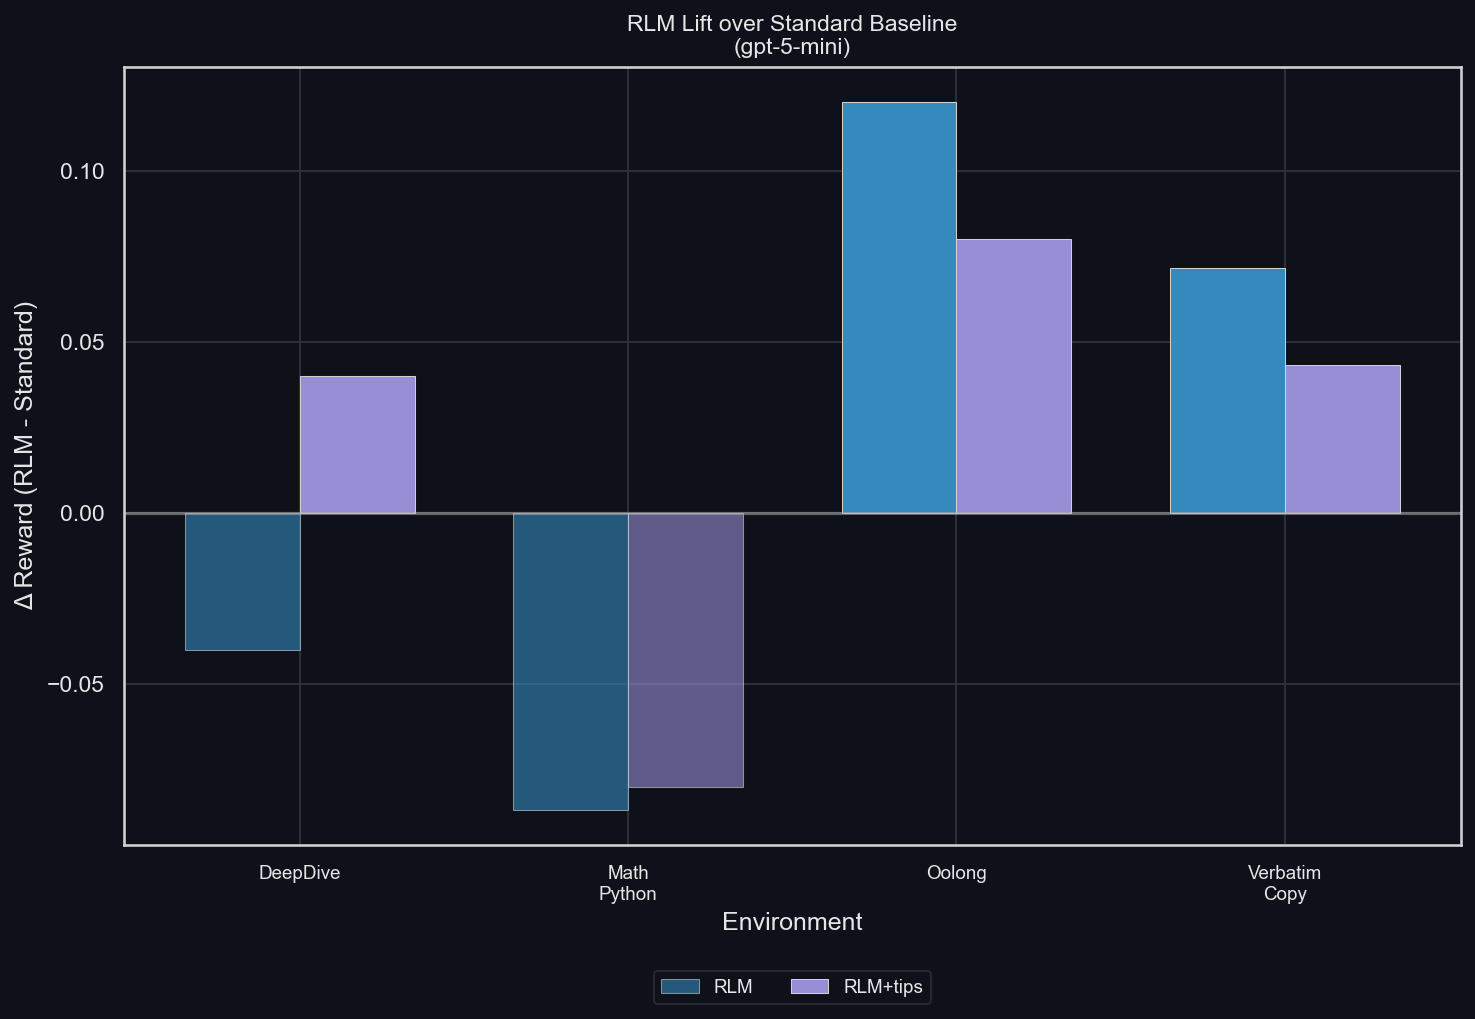 RLM Lift over Standard Baseline
(gpt-5-mini)
Δ Reward (RLM - Standard)
0.10
0.05
0.00
−0.05
DeepDive
Math
Python
Oolong
Verbatim
Copy
Environment
RLM
RLM+tips